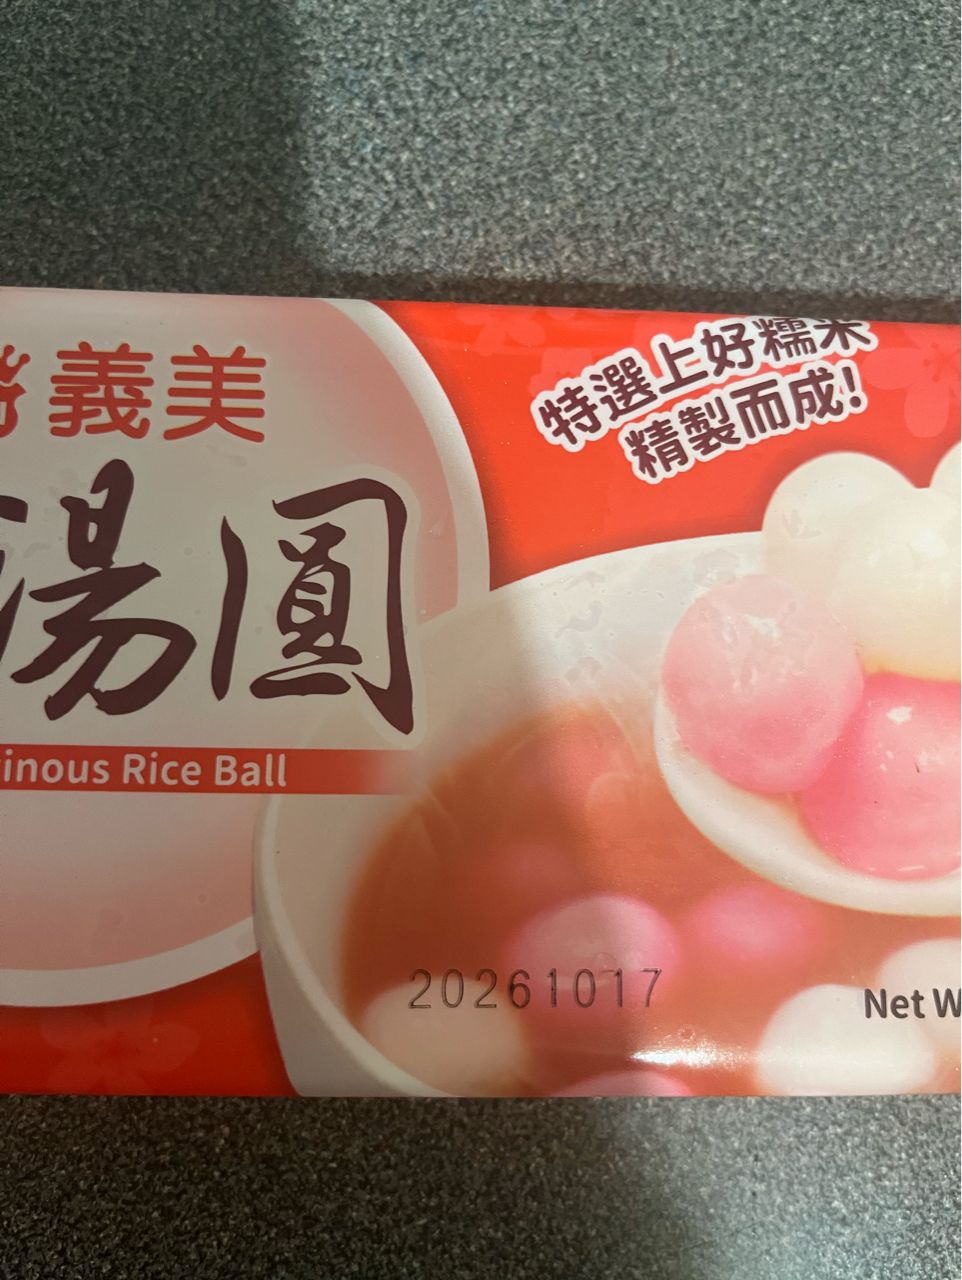 義美
特選上好糯米
精製而成!
湯圓
inous Rice Ball
20261017
Net W